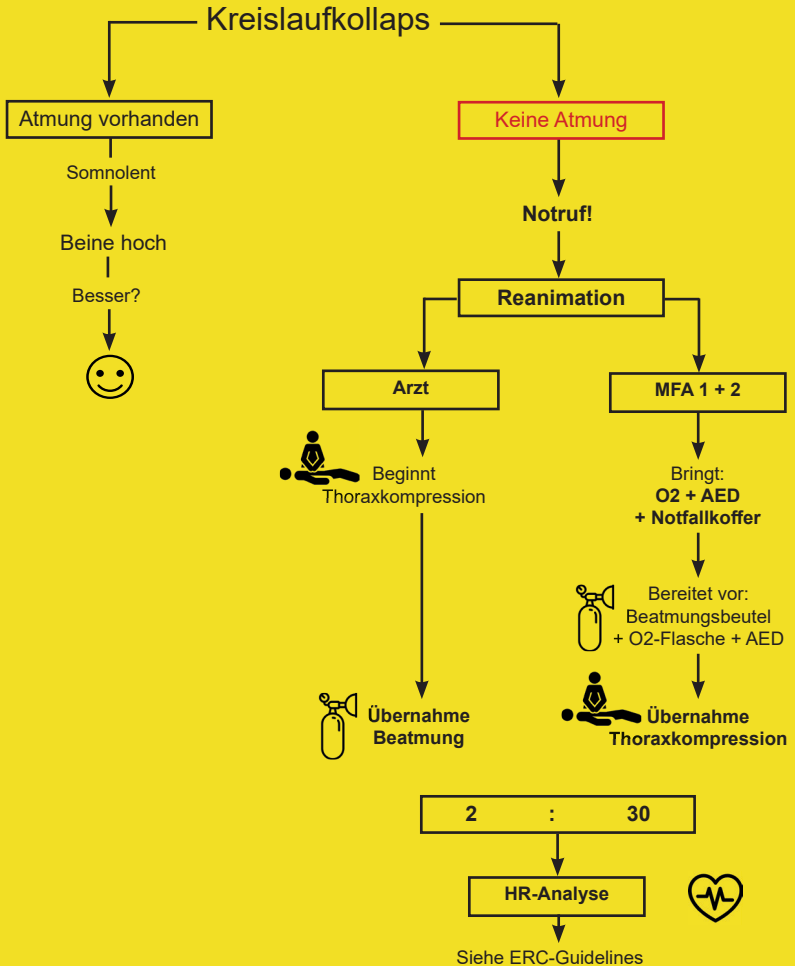 Kreislaufkollaps
Atmung vorhanden
Somnolent
Beine hoch
Besser?
Keine Atmung
Notruf!
Reanimation
Arzt
Beginnt
Thoraxkompression
Übernahme
Beatmung
MFA 1 + 2
Bringt:
O2 + AED
+ Notfallkoffer
Bereitet vor:
Beatmungsbeutel
+ O2-Flasche + AED
Übernahme
Thoraxkompression
2 : 30
HR-Analyse
Siehe ERC-Guidelines